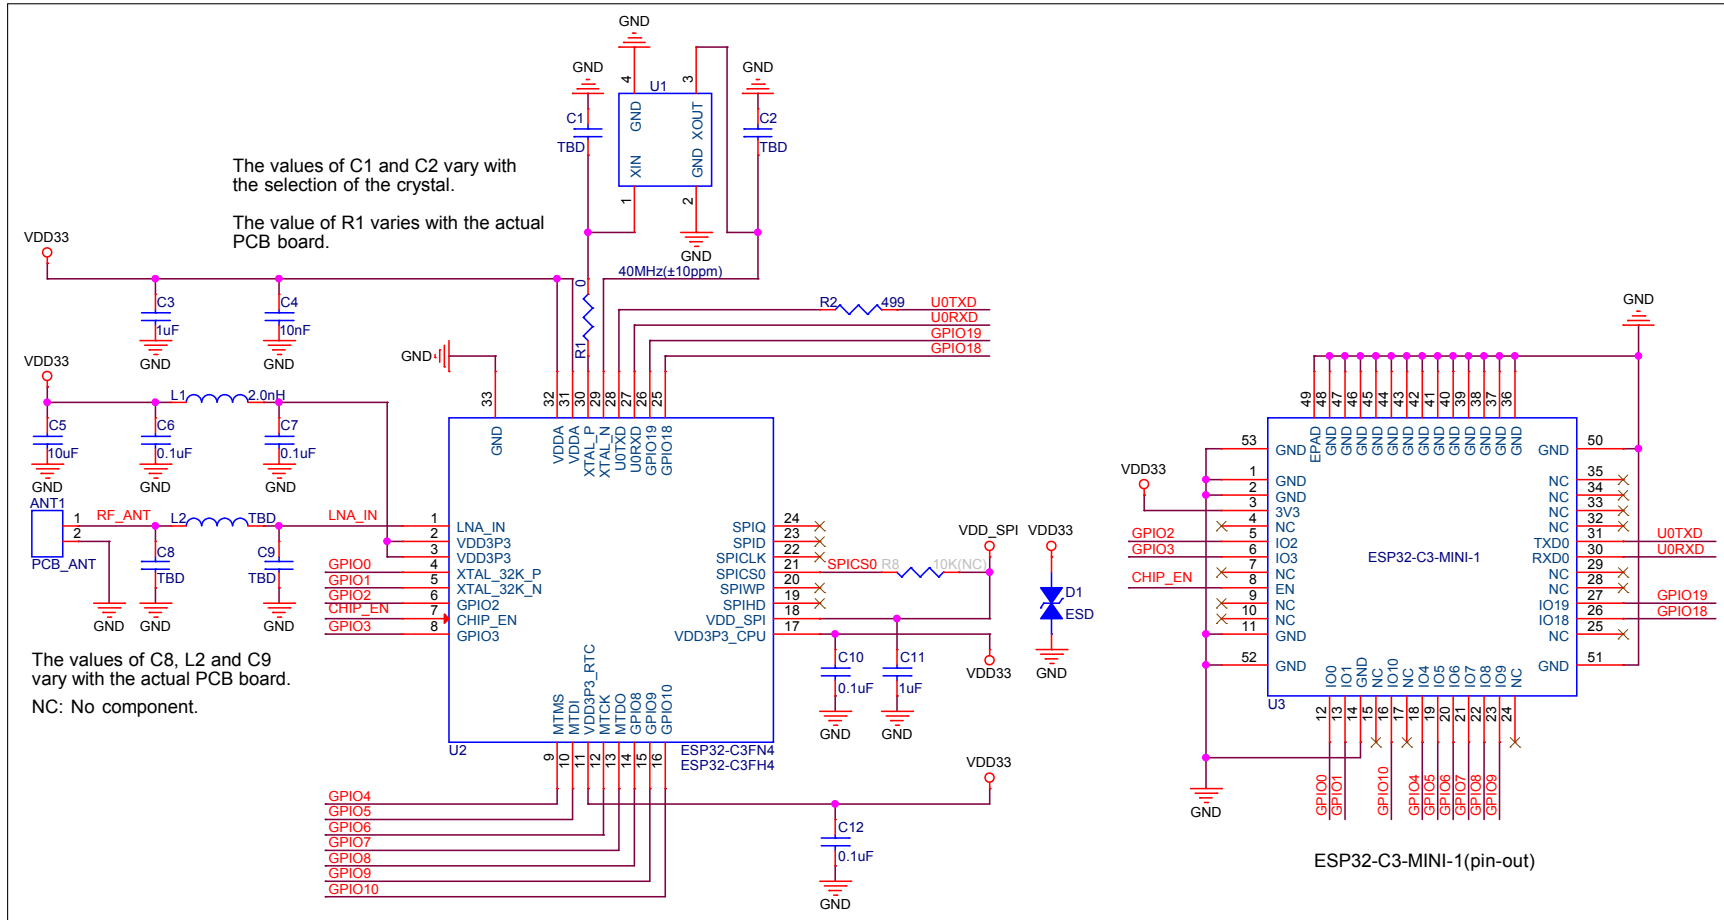 GND
GND
GND
4
3
U1
C1
TBD
GND
XOUT
XIN
GND
C2
TBD
1
2
GND
The values of C1 and C2 vary with
the selection of the crystal.
The value of R1 varies with the actual
PCB board.
VDD33
40MHz(±10ppm)
C3
1uF
GND
C4
10nF
GND
0
R1
R2
499
U0TXD
U0RXD
GPIO19
GPIO18
GND
VDD33
L1
2.0nH
C5
10uF
GND
C6
0.1uF
GND
C7
0.1uF
GND
33
32
31
30
29
28
27
26
25
GND
VDDA
VDDA
XTAL_P
XTAL_N
U0TXD
U0RXD
GPIO19
GPIO18
ANT1
1
2
PCB_ANT
RF_ANT
L2
TBD
LNA_IN
C8
TBD
GND
C9
TBD
GND
GND
GPIO0
GPIO1
GPIO2
CHIP_EN
GPIO3
1
2
3
4
5
6
7
8
LNA_IN
VDD3P3
VDD3P3
XTAL_32K_P
XTAL_32K_N
GPIO2
CHIP_EN
GPIO3
SPIQ
SPID
SPICLK
SPICS0
SPIWP
SPIHD
VDD_SPI
VDD3P3_CPU
24
23
22
21
20
19
18
17
SPICS0
R8
10K(NC)
VDD_SPI
VDD33
D1
ESD
GND
C10
0.1uF
GND
C11
1uF
GND
VDD33
The values of C8, L2 and C9
vary with the actual PCB board.
NC: No component.
MTMS
MTDI
VDD3P3_RTC
MTCK
MTDO
GPIO8
GPIO9
GPIO10
U2
ESP32-C3FN4
ESP32-C3FH4
9
10
11
12
13
14
15
16
GPIO4
GPIO5
GPIO6
GPIO7
GPIO8
GPIO9
GPIO10
VDD33
C12
0.1uF
GND
GND
49
48
47
46
45
44
43
42
41
40
39
38
37
36
EPAD
GND
GND
GND
GND
GND
GND
GND
GND
GND
GND
GND
GND
GND
VDD33
GPIO2
GPIO3
CHIP_EN
53
1
2
3
4
5
6
7
8
9
10
11
52
GND
GND
GND
3V3
NC
IO2
IO3
NC
EN
NC
NC
GND
GND
ESP32-C3-MINI-1
GND
NC
NC
NC
NC
TXD0
RXD0
NC
NC
IO19
IO18
NC
GND
50
35
34
33
32
31
30
29
28
27
26
25
51
U0TXD
U0RXD
GPIO19
GPIO18
IO0
IO1
GND
NC
IO10
NC
IO4
IO5
IO6
IO7
IO8
IO9
NC
U3
12
13
14
15
16
17
18
19
20
21
22
23
24
GPIO0
GPIO1
GPIO10
GPIO4
GPIO5
GPIO6
GPIO7
GPIO8
GPIO9
GND
ESP32-C3-MINI-1(pin-out)